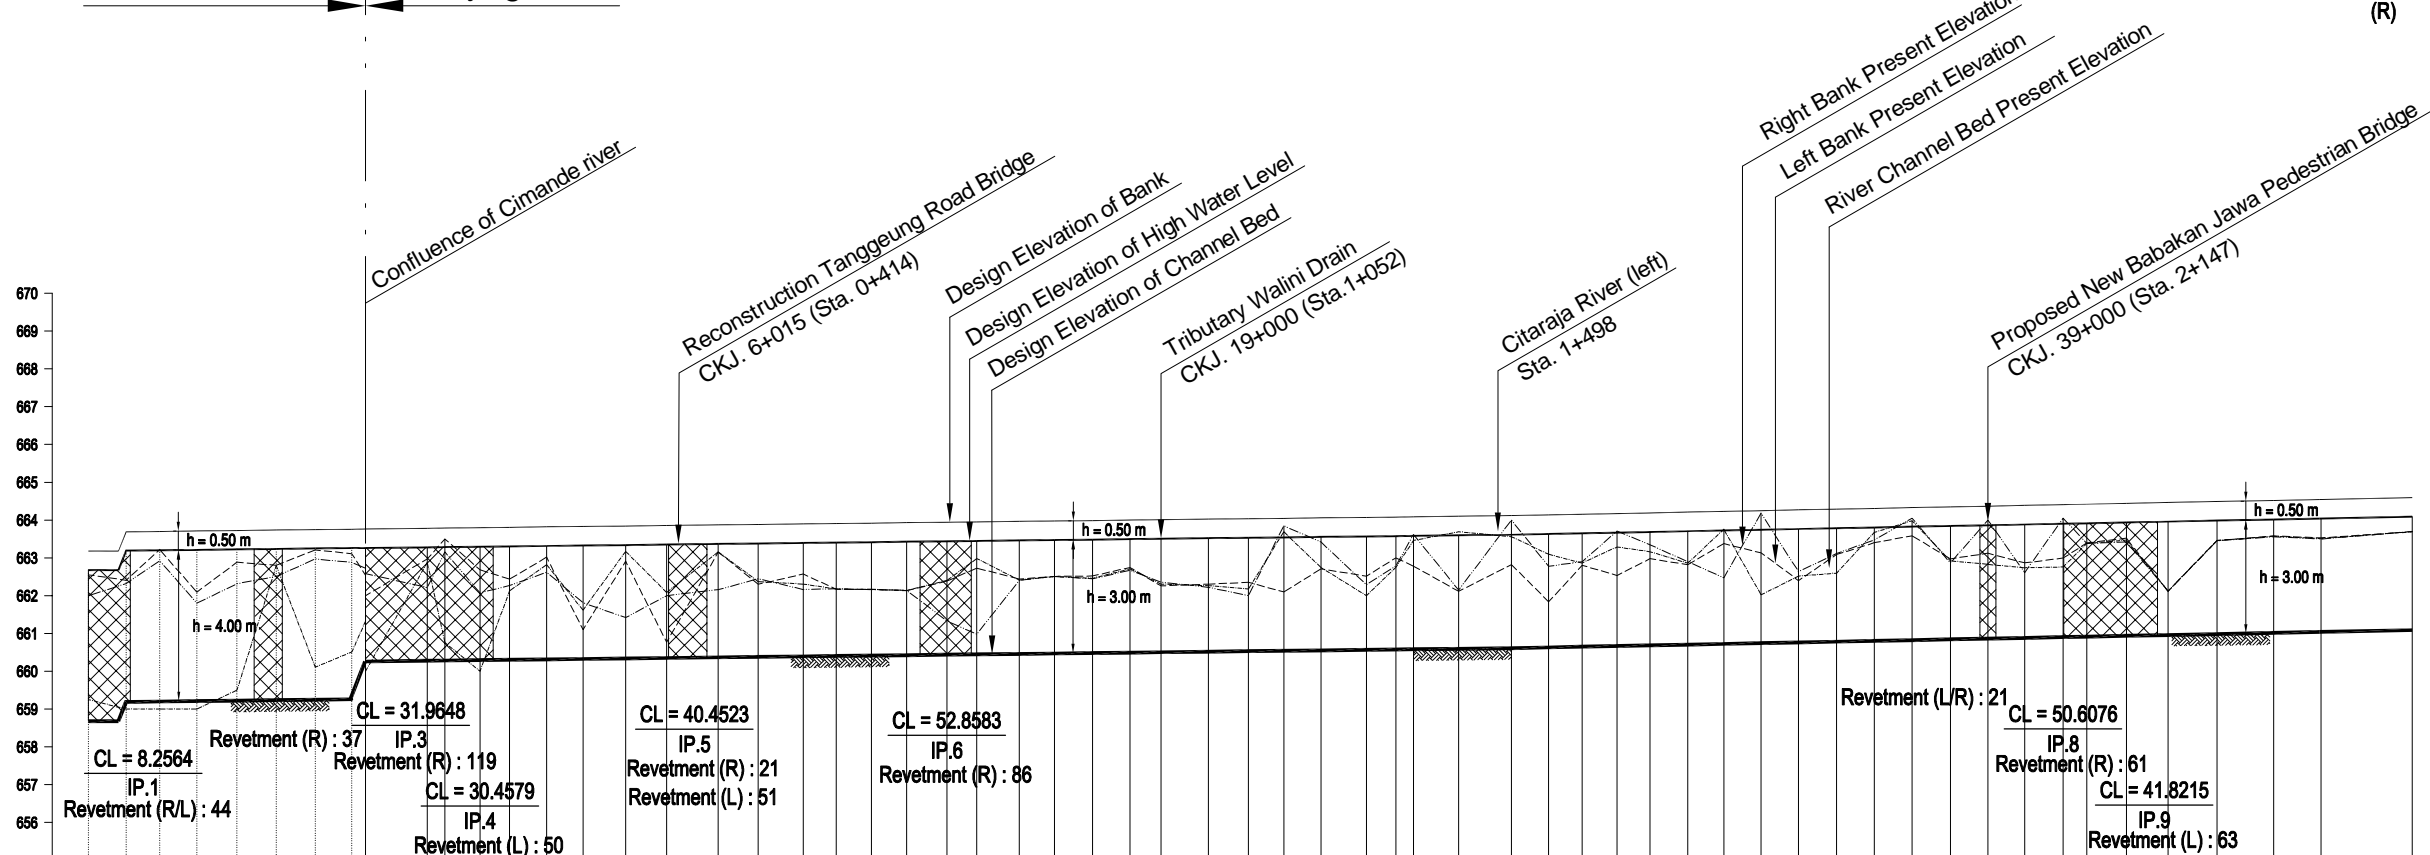 (R)
Confluence of Cimande river
Reconstruction Tanggeung Road Bridge
CKJ. 6+015 (Sta. 0+414)
Design Elevation of Bank
Design Elevation of High Water Level
Design Elevation of Channel Bed
Tributary Walini Drain
CKJ. 19+000 (Sta.1+052)
Citaraja River (left)
Sta. 1+498
Right Bank Present Elevation
Left Bank Present Elevation
River Channel Bed Present Elevation
Proposed New Babakan Jawa Pedestrian Bridge
CKJ. 39+000 (Sta. 2+147)
670
669
668
667
666
665
664
663
662
661
660
659
658
657
656
h = 0.50 m
h = 4.00 m
h = 0.50 m
h = 3.00 m
h = 0.50 m
h = 3.00 m
CL = 8.2564
IP.1
Revetment (R/L) : 44
Revetment (R) : 37
CL = 31.9648
IP.3
Revetment (R) : 119
CL = 30.4579
IP.4
Revetment (L) : 50
CL = 40.4523
IP.5
Revetment (R) : 21
Revetment (L) : 51
CL = 52.8583
IP.6
Revetment (R) : 86
Revetment (L/R) : 21
CL = 50.6076
IP.8
Revetment (R) : 61
CL = 41.8215
IP.9
Revetment (L) : 63